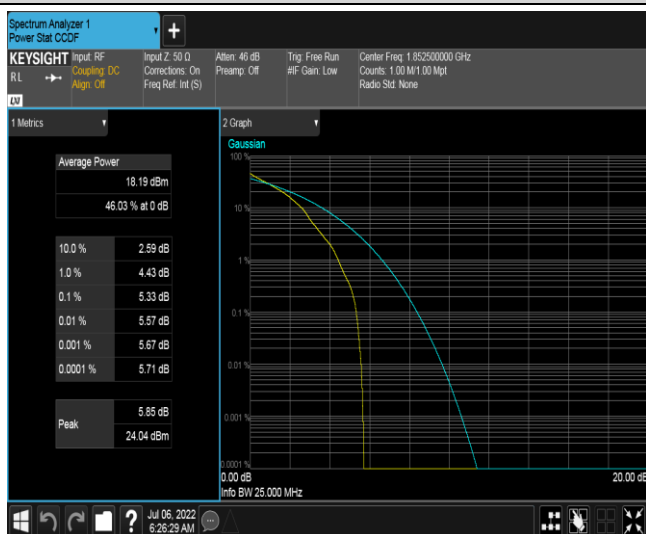 Spectrum Analyzer 1
Power Stat CCDF
+
KEYSIGHT
RL
LXI
Input: RF
Coupling: DC
Align: Off
Input Z: 50 Ω
Corrections: On
Freq Ref: Int (S)
Atten: 46 dB
Preamp: Off
Trig: Free Run
#IF Gain: Low
Center Freq: 1.852500000 GHz
Counts: 1.00 M/1.00 Mpt
Radio Std: None
1 Metrics
Average Power
18.19 dBm
46.03 % at 0 dB
10.0 % 2.59 dB
1.0 % 4.43 dB
0.1 % 5.33 dB
0.01 % 5.57 dB
0.001 % 5.67 dB
0.0001 % 5.71 dB
Peak
5.85 dB
24.04 dBm
2 Graph
Gaussian
100 %
10 %
1 %
0.1 %
0.01 %
0.001 %
0.0001 %
0.00 dB
20.00 dB
Info BW 25.000 MHz
?
Jul 06, 2022
6:26:29 AM